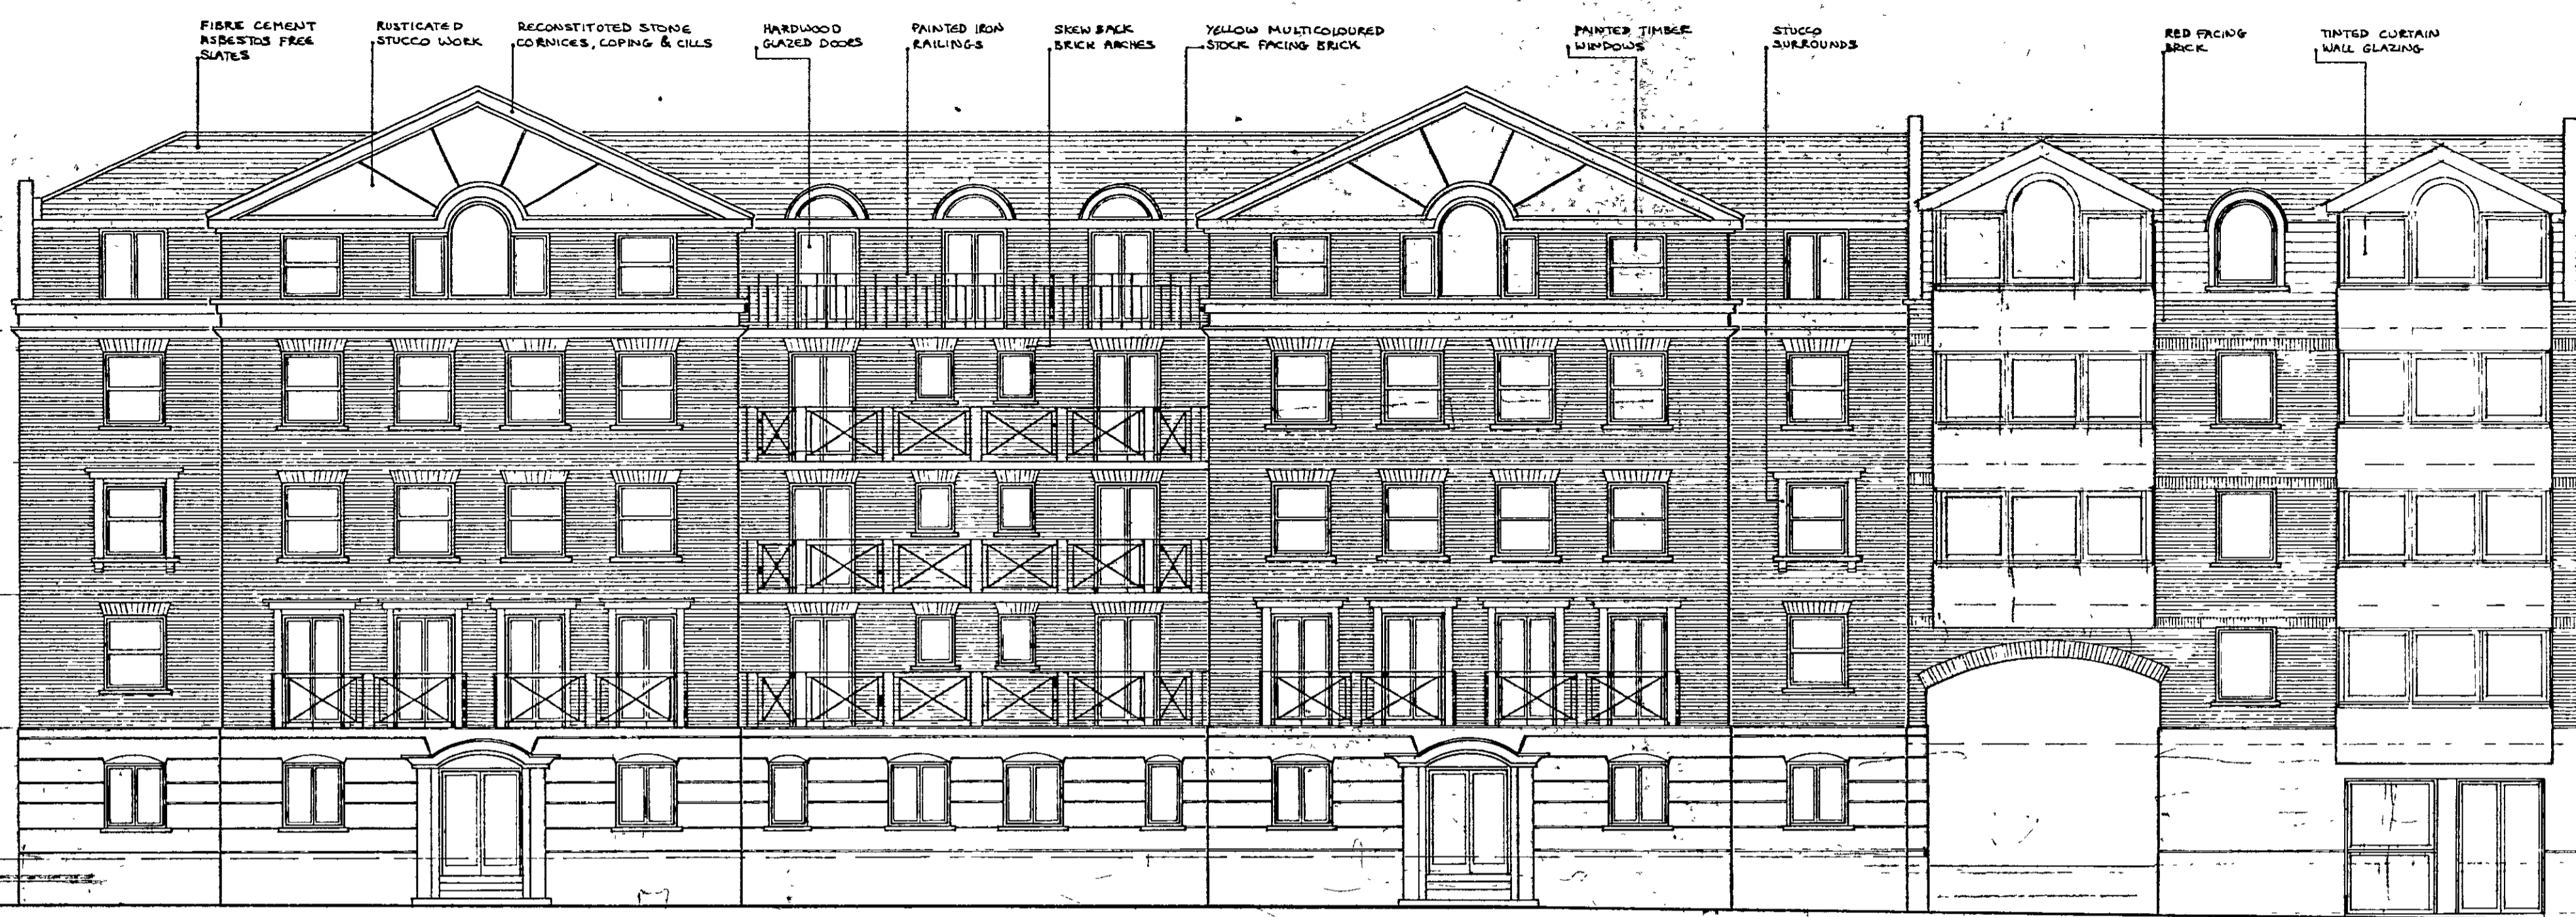 FIBRE CEMENT
ASBESTOS FREE
SLATES
RUSTICATED
STUCCO WORK
RECONSTITUTED STONE
CORNICES, COPING & CILLS
HARDWOOD
GLAZED DOORS
PAINTED IRON
RAILINGS
SKEW BACK
BRICK ARCHES
YELLOW MULTICOLOURED
STOCK FACING BRICK
PAINTED TIMBER
WINDOWS
STUCCO
SURROUNDS
RED FACING
BRICK
TINTED CURTAIN
WALL GLAZING